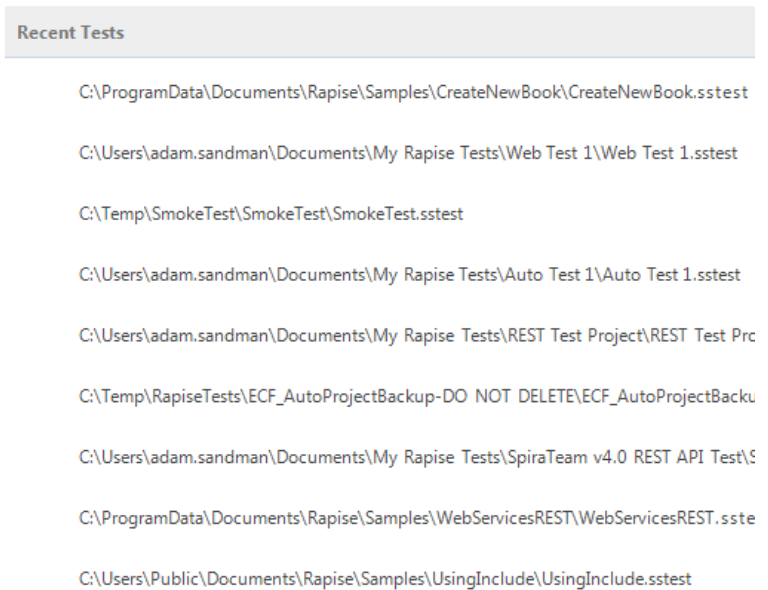 Recent Tests
C:\ProgramData\Documents\Rapise\Samples\CreateNewBook\CreateNewBook.sstest
C:\Users\adam.sandman\Documents\My Rapise Tests\Web Test 1\Web Test 1.sstest
C:\Temp\SmokeTest\SmokeTest\SmokeTest.sstest
C:\Users\adam.sandman\Documents\My Rapise Tests\Auto Test 1\Auto Test 1.sstest
C:\Users\adam.sandman\Documents\My Rapise Tests\REST Test Project\REST Test Pro
C:\Temp\RapiseTests\ECF_AutoProjectBackup-DO NOT DELETE\ECF_AutoProjectBacku
C:\Users\adam.sandman\Documents\My Rapise Tests\SpiraTeam v4.0 REST API Test\S
C:\ProgramData\Documents\Rapise\Samples\WebServicesREST\WebServicesREST.sste
C:\Users\Public\Documents\Rapise\Samples\UsingInclude\UsingInclude.sstest